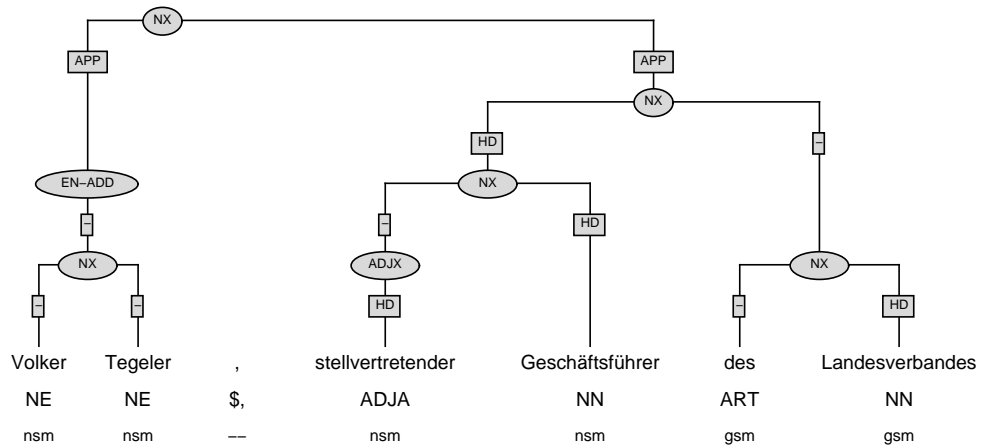 NX
APP APP
NX
HD –
EN–ADD NX
– – HD
NX ADJX NX
– – HD – HD
Volker Tegeler , stellvertretender Geschäftsführer des Landesverbandes
NE NE $, ADJA NN ART NN
nsm nsm –– nsm nsm gsm gsm